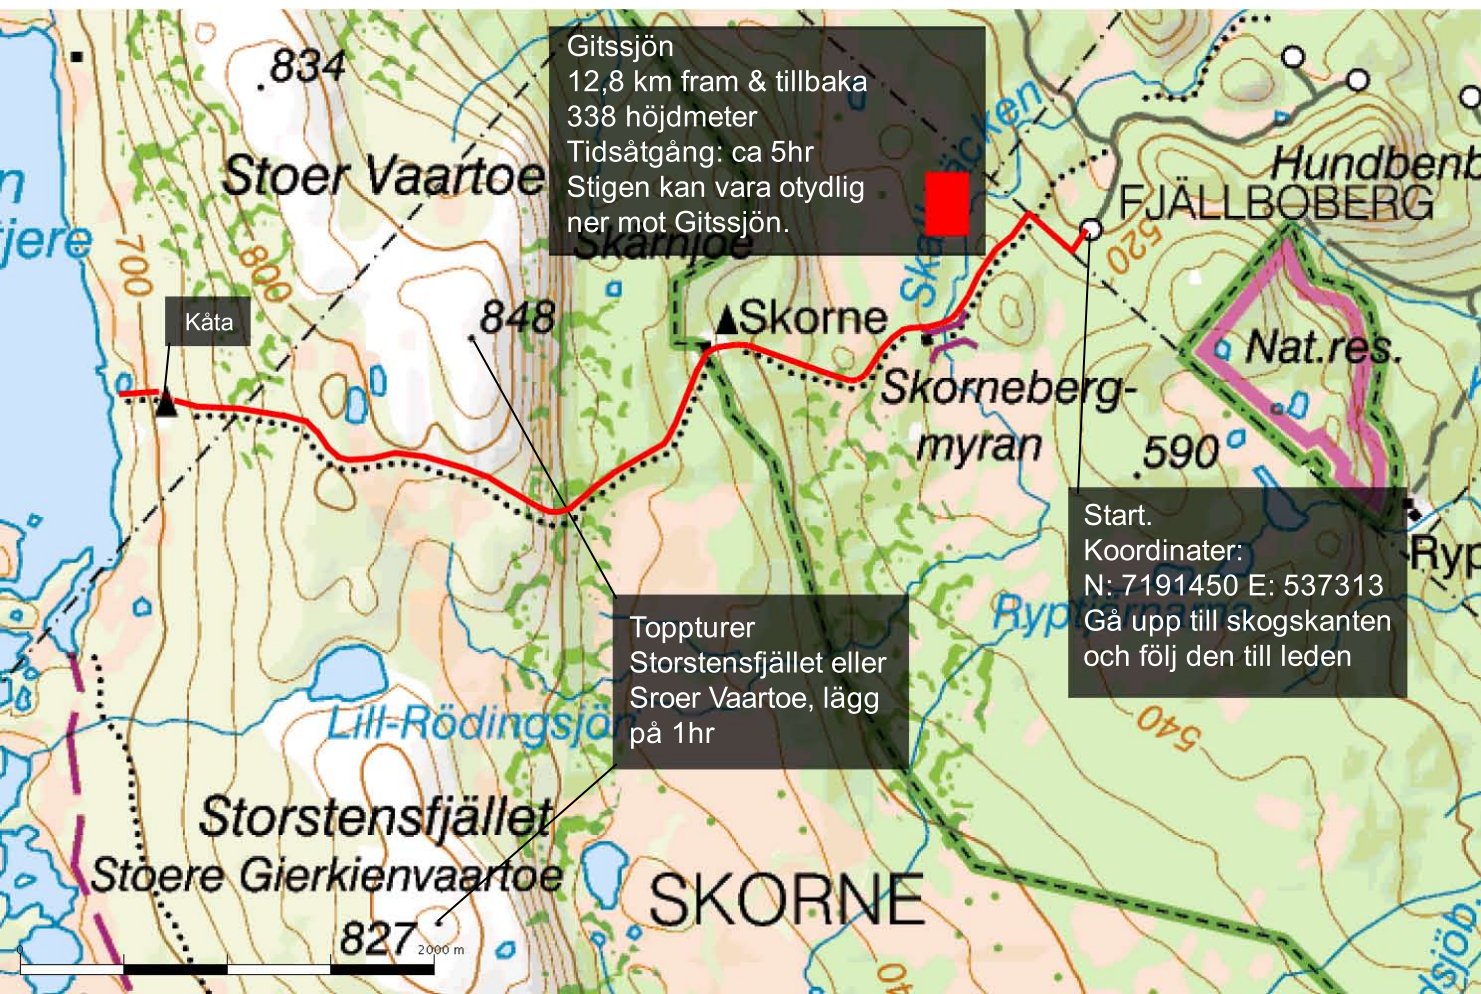 834
Gitssjön
12,8 km fram & tillbaka
338 höjdmeter
Tidsåtgång: ca 5hr
Stigen kan vara otydlig
ner mot Gitssjön.
Stoer Vaartoe
Hundbenb
FJÄLLBOBERG
Skarnjoe
tjere
700
800
520
Kåta
848
Skorne
Nat.res.
Skorneberg-
myran
590
Start.
Koordinater:
N: 7191450 E: 537313
Gå upp till skogskanten
och följ den till leden
Ryp
Toppturer
Storstensfjället eller
Sroer Vaartoe, lägg
på 1hr
Lill-Rödingsjön
540
Storstensfjället
Stoere Gierkienvaartoe
SKORNE
827
0
2000 m
40